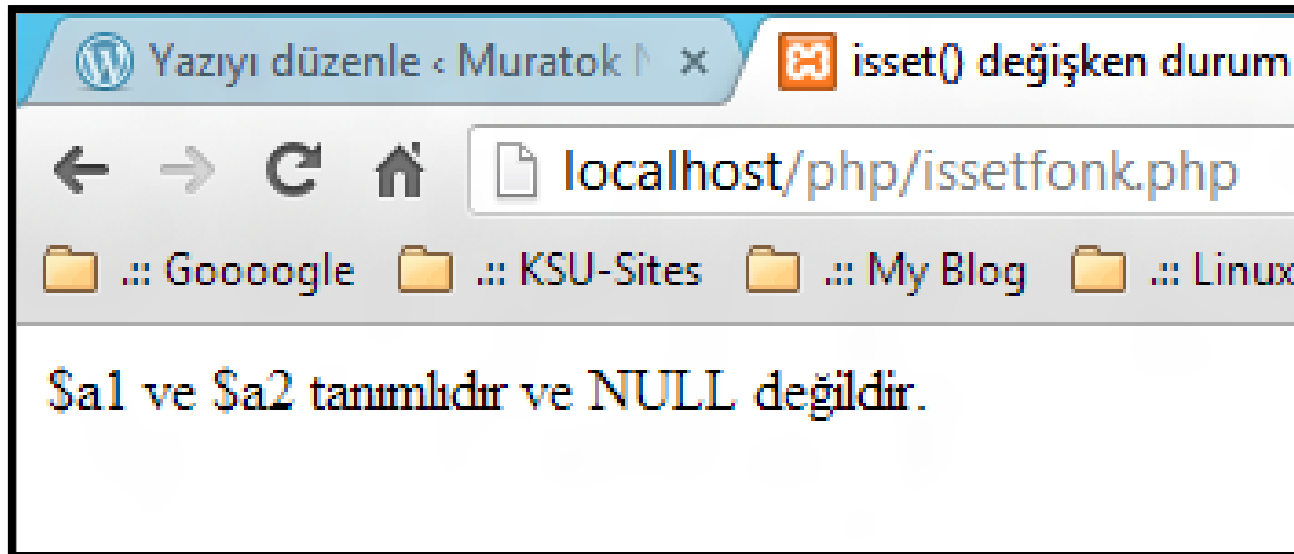 Yazıyı düzenle ‹ Muratok
isset() değişken durum
localhost/php/issetfonk.php
.:: Goooogle .:: KSU-Sites .:: My Blog .:: Linux
$a1 ve $a2 tanımlıdır ve NULL değildir.